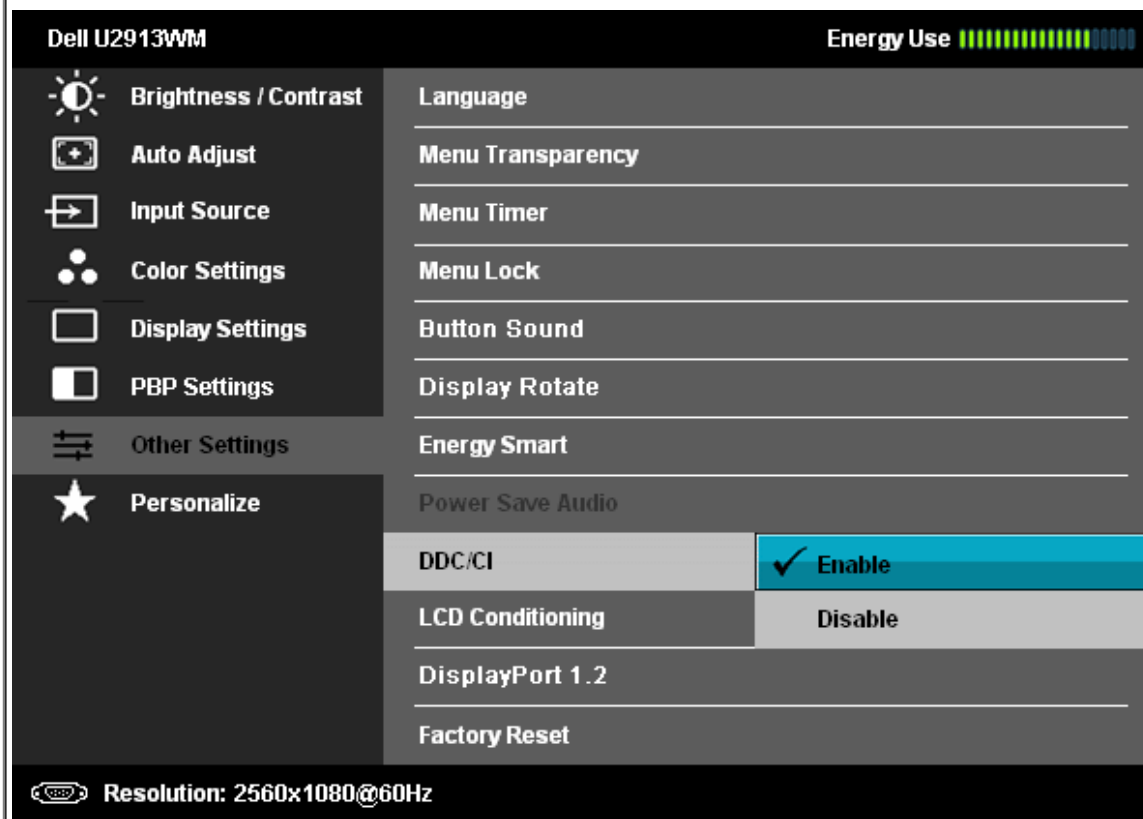 Dell U2913WM
Energy Use
Brightness / Contrast
Auto Adjust
Input Source
Color Settings
Display Settings
PBP Settings
Other Settings
Personalize
Language
Menu Transparency
Menu Timer
Menu Lock
Button Sound
Display Rotate
Energy Smart
Power Save Audio
DDC/CI
Enable
Disable
LCD Conditioning
DisplayPort 1.2
Factory Reset
Resolution: 2560x1080@60Hz